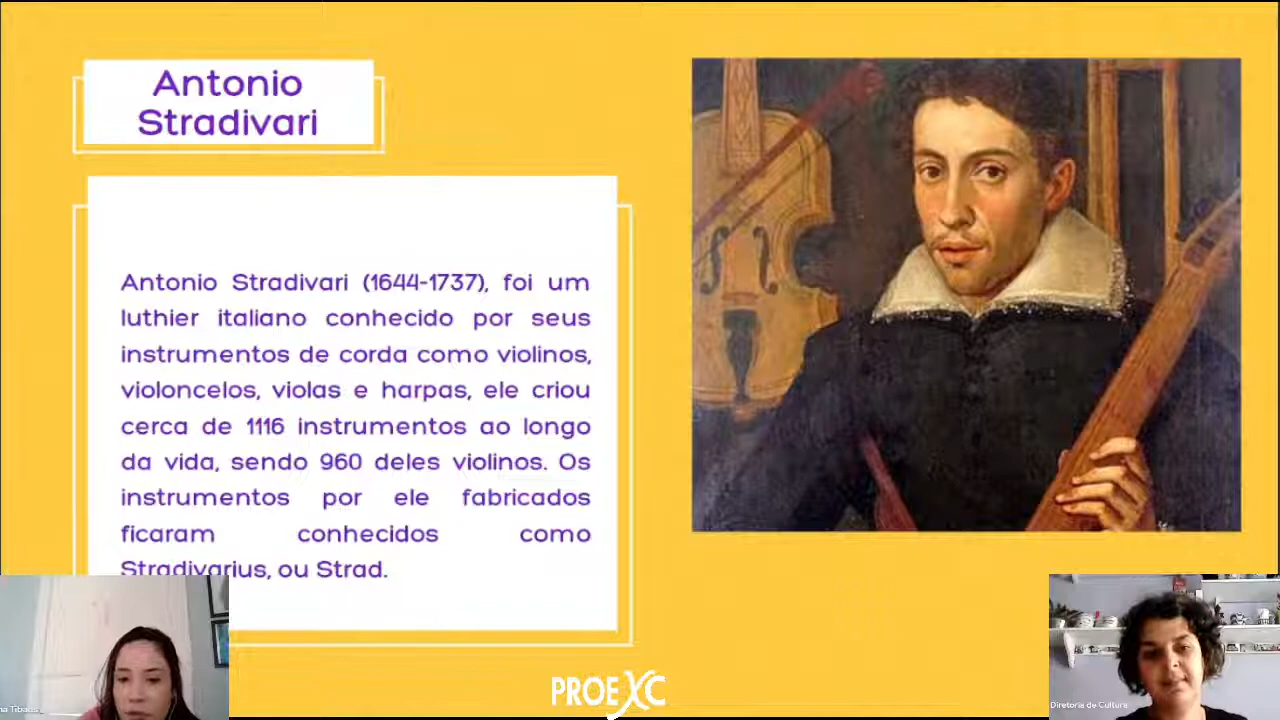 Antonio
Stradivari
Antonio Stradivari (1644-1737), foi um
luthier italiano conhecido por seus
instrumentos de corda como violinos,
violoncelos, violas e harpas, ele criou
cerca de 1116 instrumentos ao longo
da vida, sendo 960 deles violinos. Os
instrumentos por ele fabricados
ficaram conhecidos como
Stradivarius, ou Strad.
PROEXC
Diretoria de Cultura